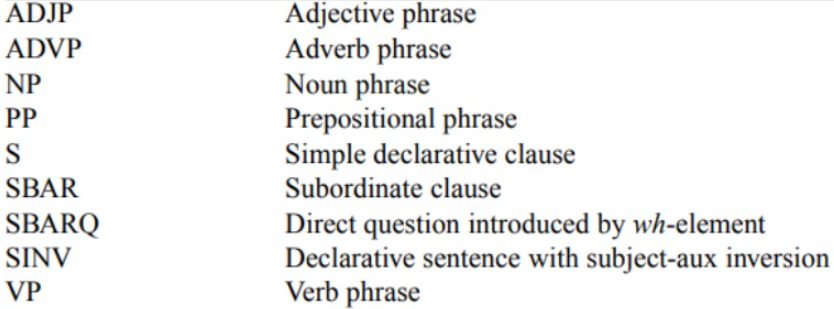 ADJP Adjective phrase
ADVP Adverb phrase
NP Noun phrase
PP Prepositional phrase
S Simple declarative clause
SBAR Subordinate clause
SBARQ Direct question introduced by wh-element
SINV Declarative sentence with subject-aux inversion
VP Verb phrase